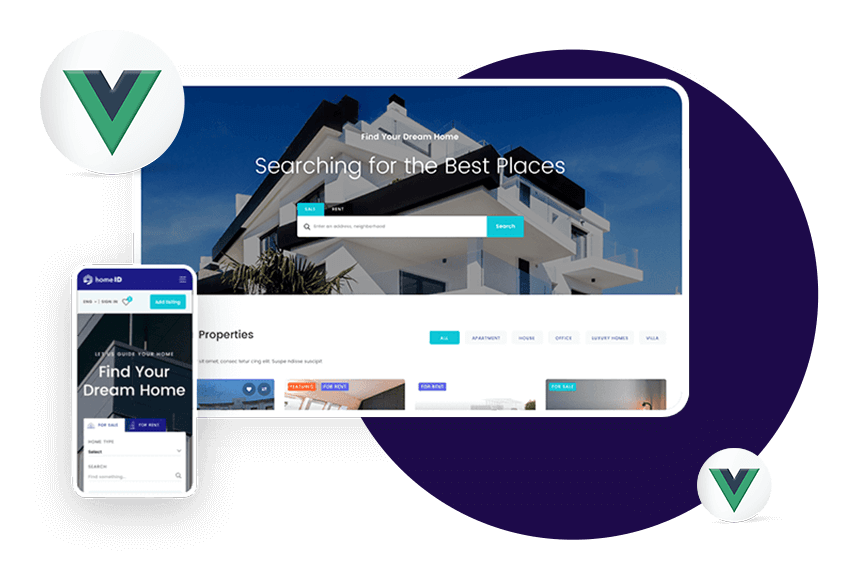 Find Your Dream Home
Searching for the Best Places
SALE RENT
Enter an address, neighborhood
Search
Properties
ALL APARTMENT HOUSE OFFICE LUXURY HOMES VILLA
sit amet, consec tetur cing elit. Suspe ndisse suscipit
FEATURED FOR RENT
FOR RENT
FOR SALE
home ID
ENG SIGN IN
Add listing
LET US GUIDE YOUR HOME
Find Your
Dream Home
FOR SALE FOR RENT
HOME TYPE
Select
SEARCH
Find something...